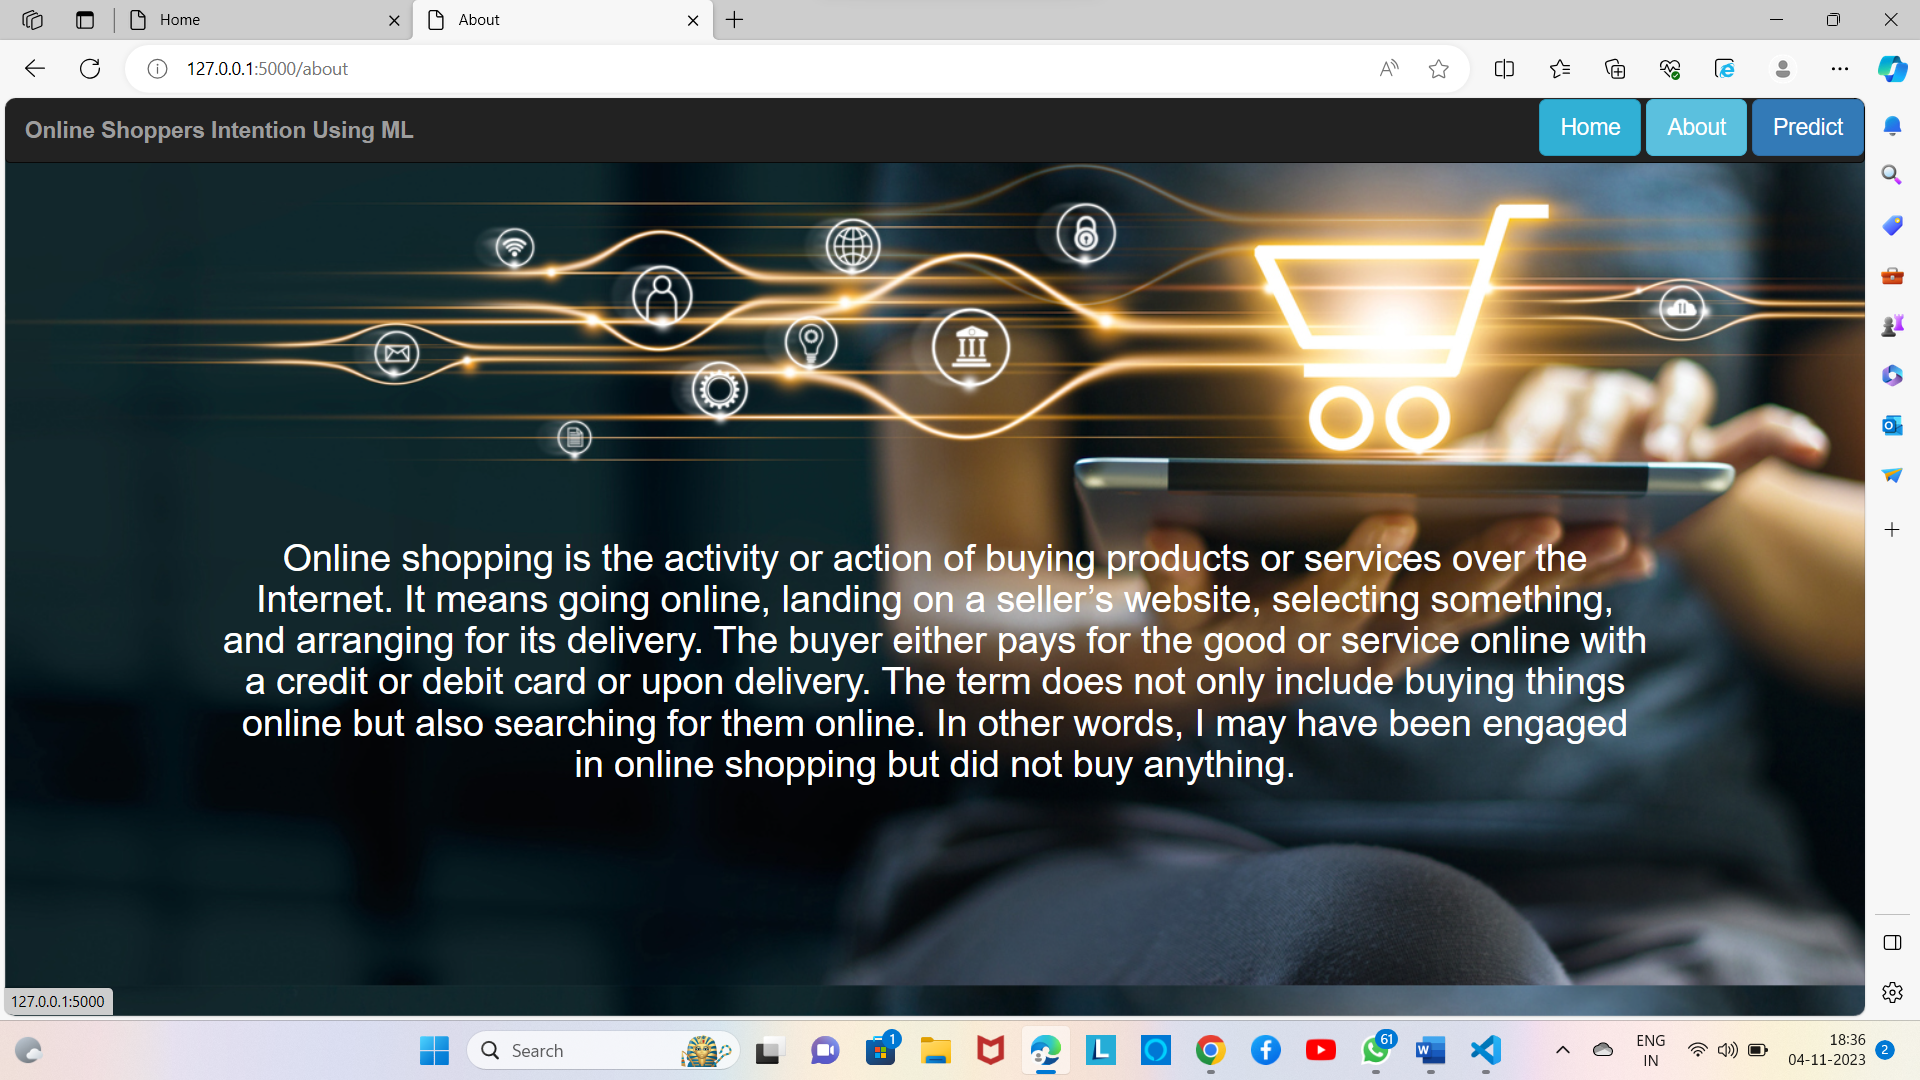 Home
About
127.0.0.1:5000/about
Online Shoppers Intention Using ML
Home
About
Predict
Online shopping is the activity or action of buying products or services over the
Internet. It means going online, landing on a seller’s website, selecting something,
and arranging for its delivery. The buyer either pays for the good or service online with
a credit or debit card or upon delivery. The term does not only include buying things
online but also searching for them online. In other words, I may have been engaged
in online shopping but did not buy anything.
127.0.0.1:5000
Search
1
61
ENG
IN
18:36
04-11-2023
2